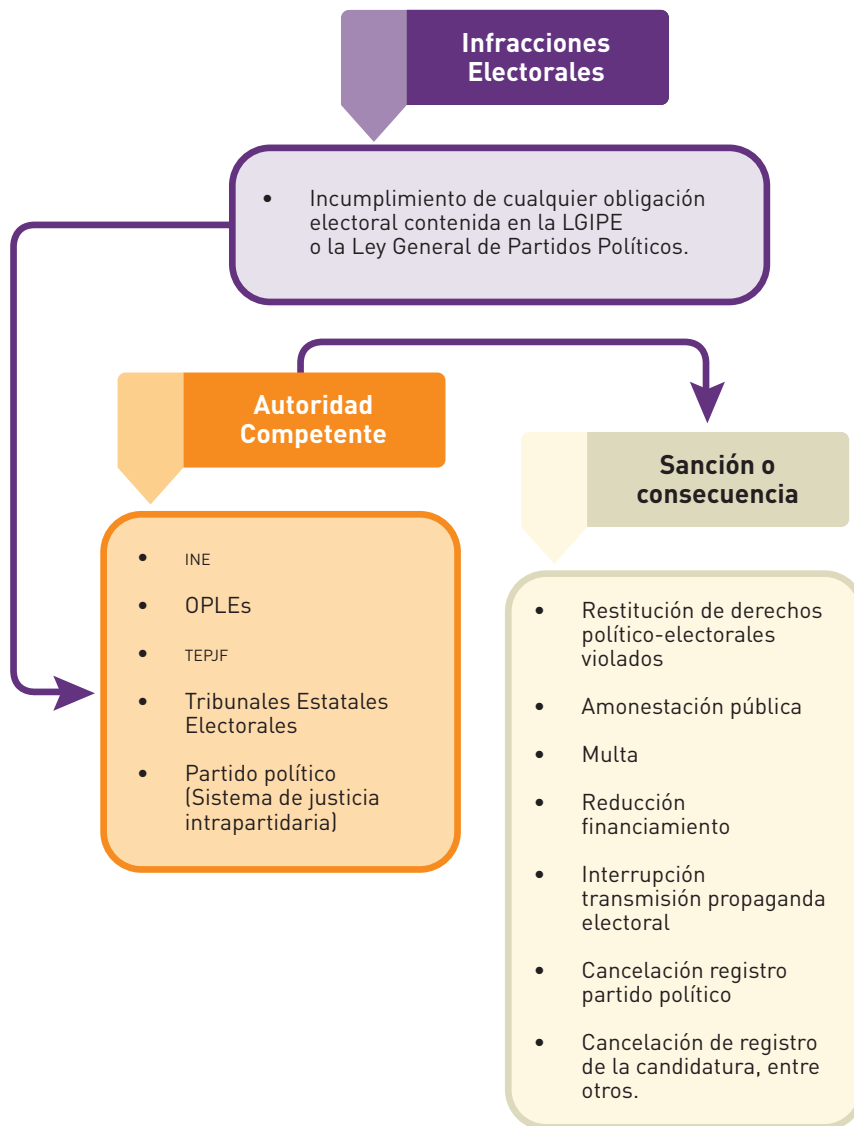 Infracciones
Electorales
• Incumplimiento de cualquier obligación
electoral contenida en la LGIPE
o la Ley General de Partidos Políticos.
Autoridad
Competente
• INE
• OPLEs
• TEPJF
• Tribunales Estatales
Electorales
• Partido político
(Sistema de justicia
intrapartidaria)
Sanción o
consecuencia
• Restitución de derechos
político-electorales
violados
• Amonestación pública
• Multa
• Reducción
financiamiento
• Interrupción
transmisión propaganda
electoral
• Cancelación registro
partido político
• Cancelación de registro
de la candidatura, entre
otros.